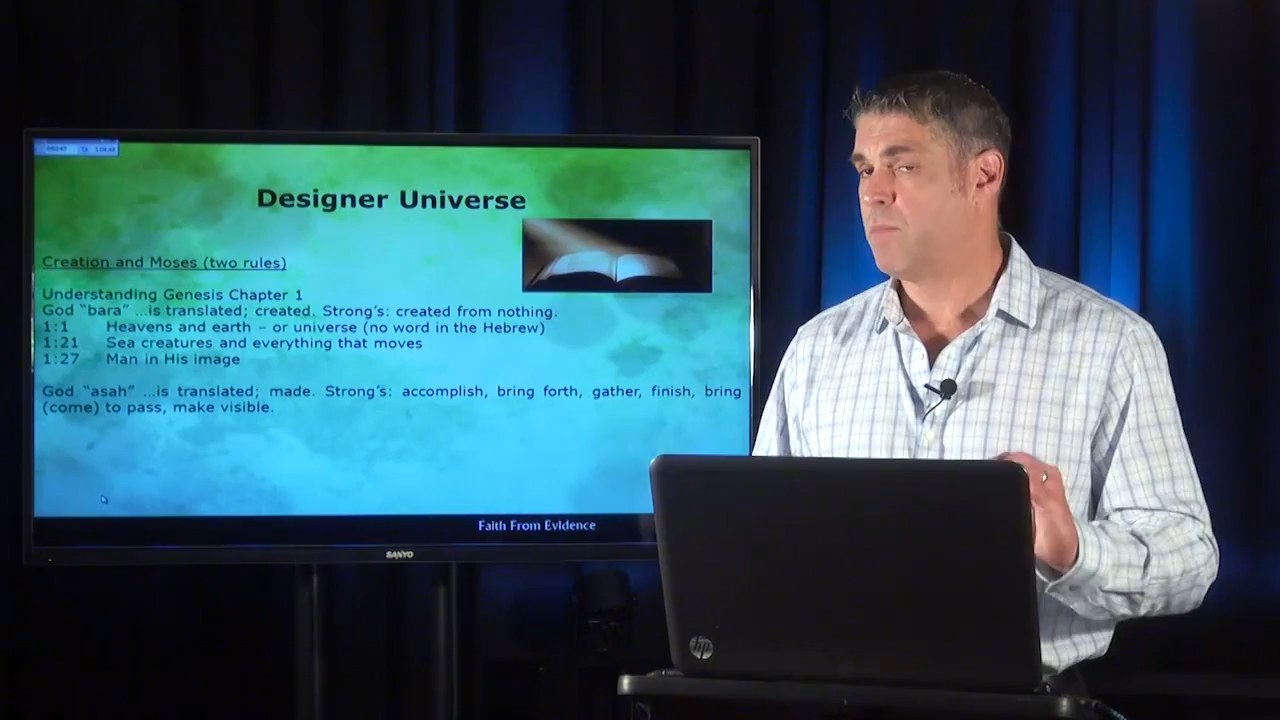 Designer Universe
Creation and Moses (two rules)
Understanding Genesis Chapter 1
God “bara” …is translated; created. Strong’s: created from nothing.
1:1 Heavens and earth – or universe (no word in the Hebrew)
1:21 Sea creatures and everything that moves
1:27 Man in His image
God “asah” …is translated; made. Strong’s: accomplish, bring forth, gather, finish, bring
(come) to pass, make visible.
Faith From Evidence
SANYO
hp